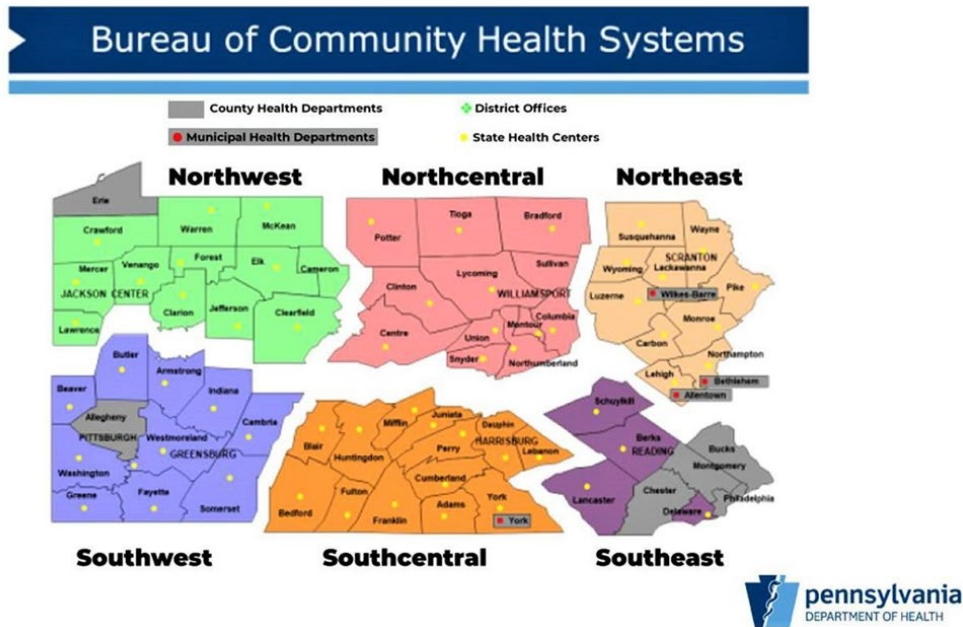 Bureau of Community Health Systems
County Health Departments
District Offices
Municipal Health Departments
State Health Centers
Northwest
Northcentral
Northeast
Erie
Crawford
Warren
McKean
Mercer
Venango
Forest
Elk
Cameron
JACKSON CENTER
Clarion
Jefferson
Clearfield
Lawrence
Potter
Tioga
Bradford
Sullivan
Lycoming
Clinton
WILLIAMSPORT
Centre
Union
Montour
Columbia
Snyder
Northumberland
Susquehanna
Wayne
SCRANTON
Wyoming
Lackawanna
Luzerne
Wilkes-Barre
Pike
Monroe
Carbon
Northampton
Lehigh
Bethlehem
Allentown
Butler
Armstrong
Beaver
Indiana
Allegheny
Cambria
PITTSBURGH
Westmoreland
GREENSBURG
Washington
Greene
Fayette
Somerset
Blair
Huntingdon
Mifflin
Juniata
Dauphin
HARRISBURG
Perry
Lebanon
Cumberland
Bedford
Fulton
Franklin
Adams
York
York
Schuylkill
Berks
READING
Bucks
Montgomery
Lancaster
Chester
Philadelphia
Delaware
Southwest
Southcentral
Southeast
pennsylvania
DEPARTMENT OF HEALTH